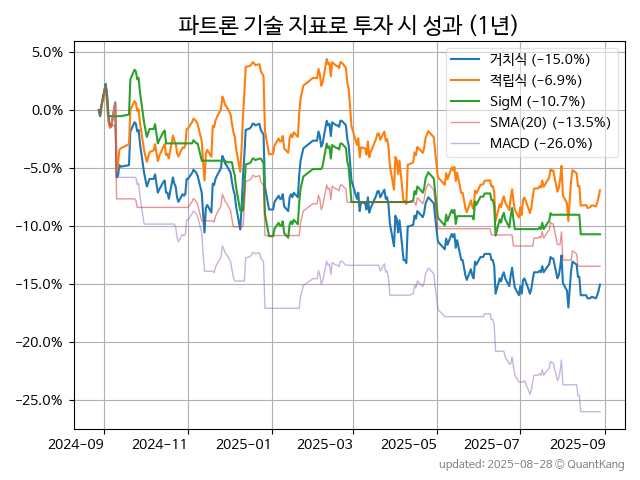 파트론 기술 지표로 투자 시 성과 (1년)
거치식 (−15.0%)
적립식 (−6.9%)
SigM (−10.7%)
SMA(20) (−13.5%)
MACD (−26.0%)
5.0%
0.0%
−5.0%
−10.0%
−15.0%
−20.0%
−25.0%
2024-09 2024-11 2025-01 2025-03 2025-05 2025-07 2025-09
updated: 2025-08-28 © QuantKang